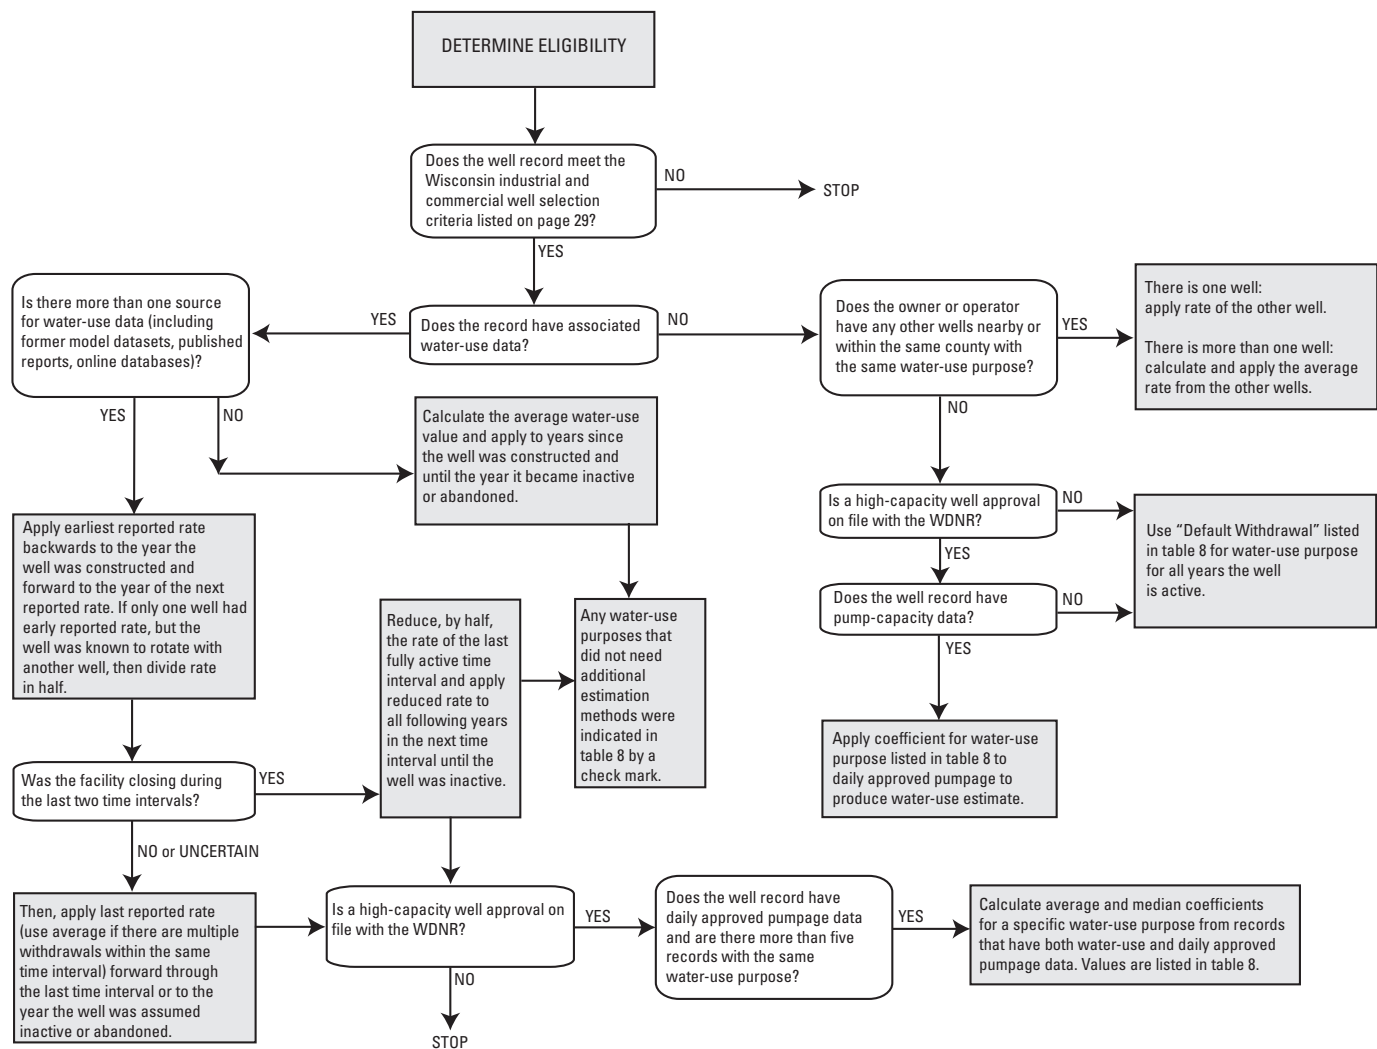 DETERMINE ELIGIBILITY
Does the well record meet the
Wisconsin industrial and
commercial well selection
criteria listed on page 29?
NO
STOP
YES
Does the record have associated
water-use data?
YES
NO
Is there more than one source
for water-use data (including
former model datasets, published
reports, online databases)?
YES
NO
Does the owner or operator
have any other wells nearby or
within the same county with
the same water-use purpose?
YES
NO
There is one well:
apply rate of the other well.
There is more than one well:
calculate and apply the average
rate from the other wells.
Calculate the average water-use
value and apply to years since
the well was constructed and
until the year it became inactive
or abandoned.
Is a high-capacity well approval
on file with the WDNR?
NO
YES
Use “Default Withdrawal” listed
in table 8 for water-use purpose
for all years the well
is active.
Does the well record have
pump-capacity data?
NO
YES
Apply coefficient for water-use
purpose listed in table 8 to
daily approved pumpage to
produce water-use estimate.
Apply earliest reported rate
backwards to the year the
well was constructed and
forward to the year of the next
reported rate. If only one well had
early reported rate, but the
well was known to rotate with
another well, then divide rate
in half.
Reduce, by half,
the rate of the last
fully active time
interval and apply
reduced rate to
all following years
in the next time
interval until the
well was inactive.
Any water-use
purposes that
did not need
additional
estimation
methods were
indicated in
table 8 by a
check mark.
Was the facility closing during
the last two time intervals?
YES
NO or UNCERTAIN
Then, apply last reported rate
(use average if there are multiple
withdrawals within the same
time interval) forward through
the last time interval or to the
year the well was assumed
inactive or abandoned.
Is a high-capacity well approval on
file with the WDNR?
YES
NO
STOP
Does the well record have
daily approved pumpage data
and are there more than five
records with the same
water-use purpose?
YES
Calculate average and median coefficients
for a specific water-use purpose from records
that have both water-use and daily approved
pumpage data. Values are listed in table 8.